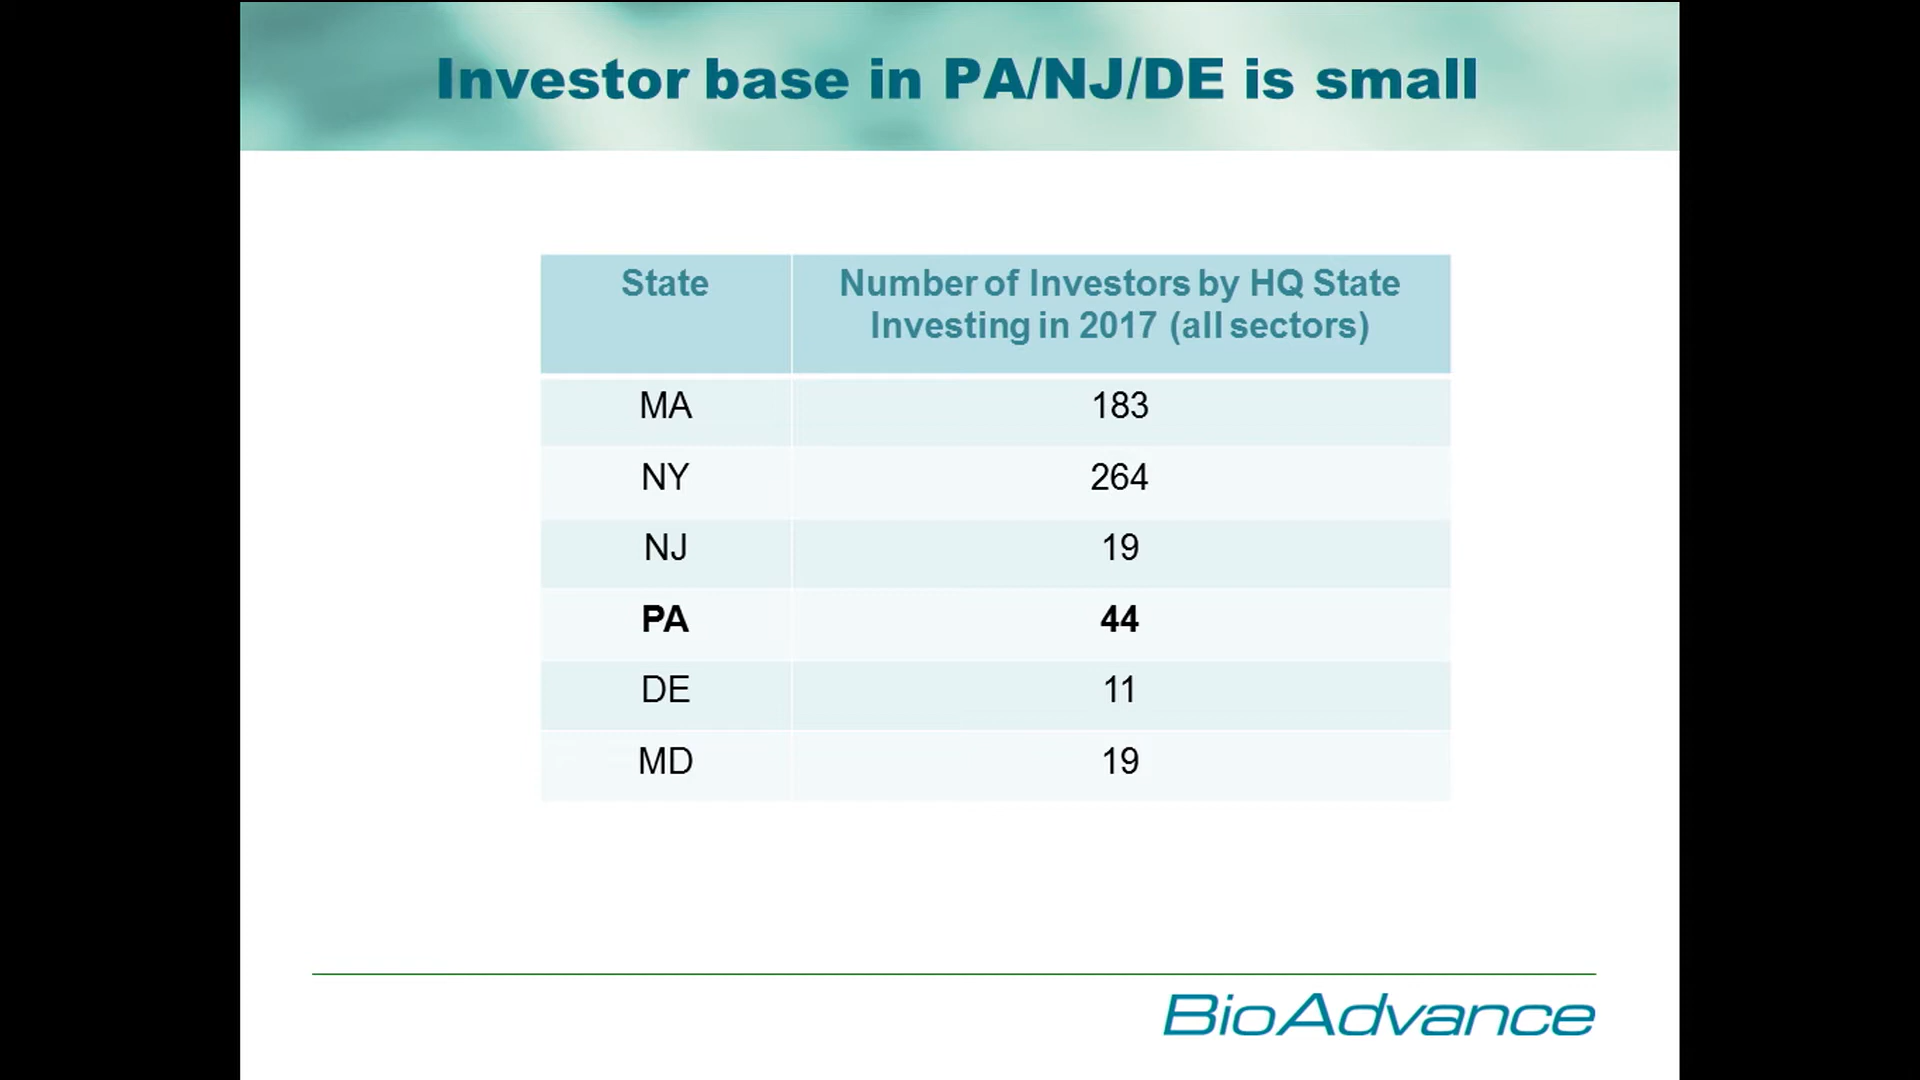 Investor base in PA/NJ/DE is small
State
Number of Investors by HQ State
Investing in 2017 (all sectors)
MA 183
NY 264
NJ 19
PA 44
DE 11
MD 19
BioAdvance